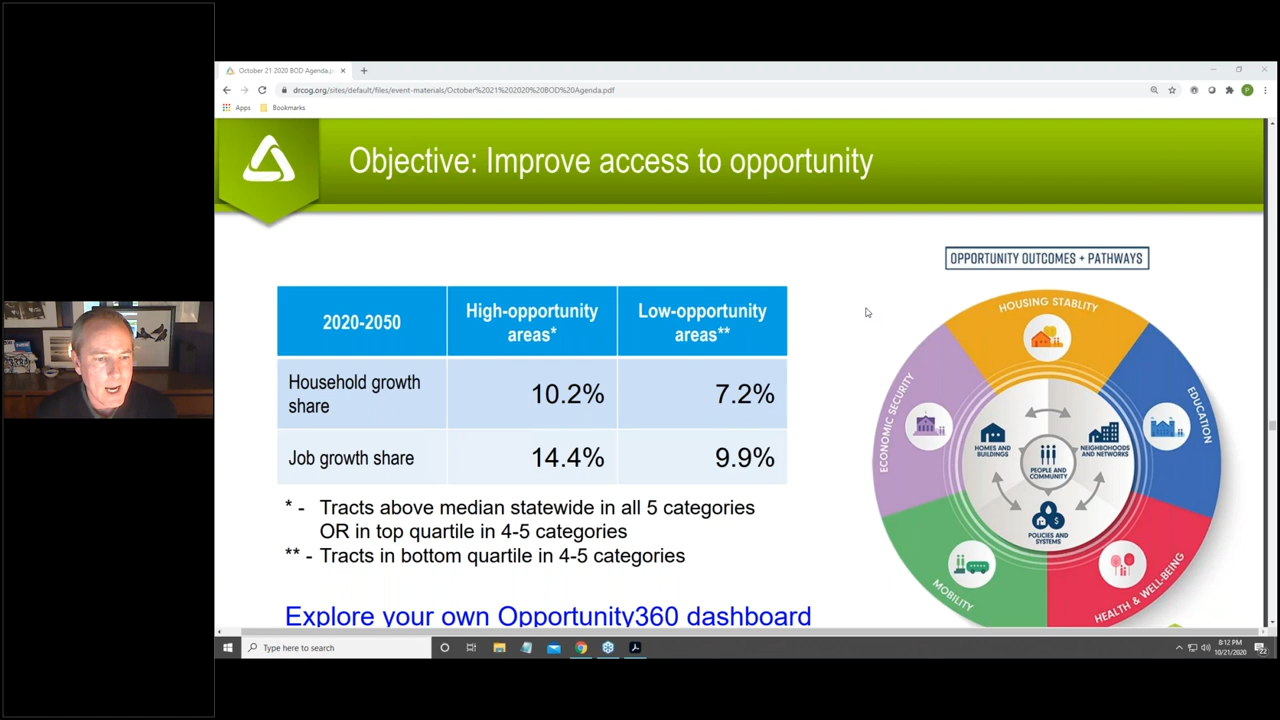 October 21 2020 BOD Agenda.p
drcog.org/sites/default/files/event-materials/October%2021%202020%20BOD%20Agenda.pdf
Apps
Bookmarks
P
Objective: Improve access to opportunity
OPPORTUNITY OUTCOMES + PATHWAYS
2020-2050
High-opportunity
areas*
Low-opportunity
areas**
Household growth
share
10.2%
7.2%
Job growth share
14.4%
9.9%
* - Tracts above median statewide in all 5 categories
OR in top quartile in 4-5 categories
** - Tracts in bottom quartile in 4-5 categories
Explore your own Opportunity360 dashboard
HOUSING STABLITY
EDUCATION
HEALTH & WELL-BEING
MOBILITY
ECONOMIC SECURITY
HOMES AND
BUILDINGS
NEIGHBORHOODS
AND NETWORKS
PEOPLE AND
COMMUNITY
POLICIES AND
SYSTEMS
Type here to search
8:12 PM
10/21/2020
22